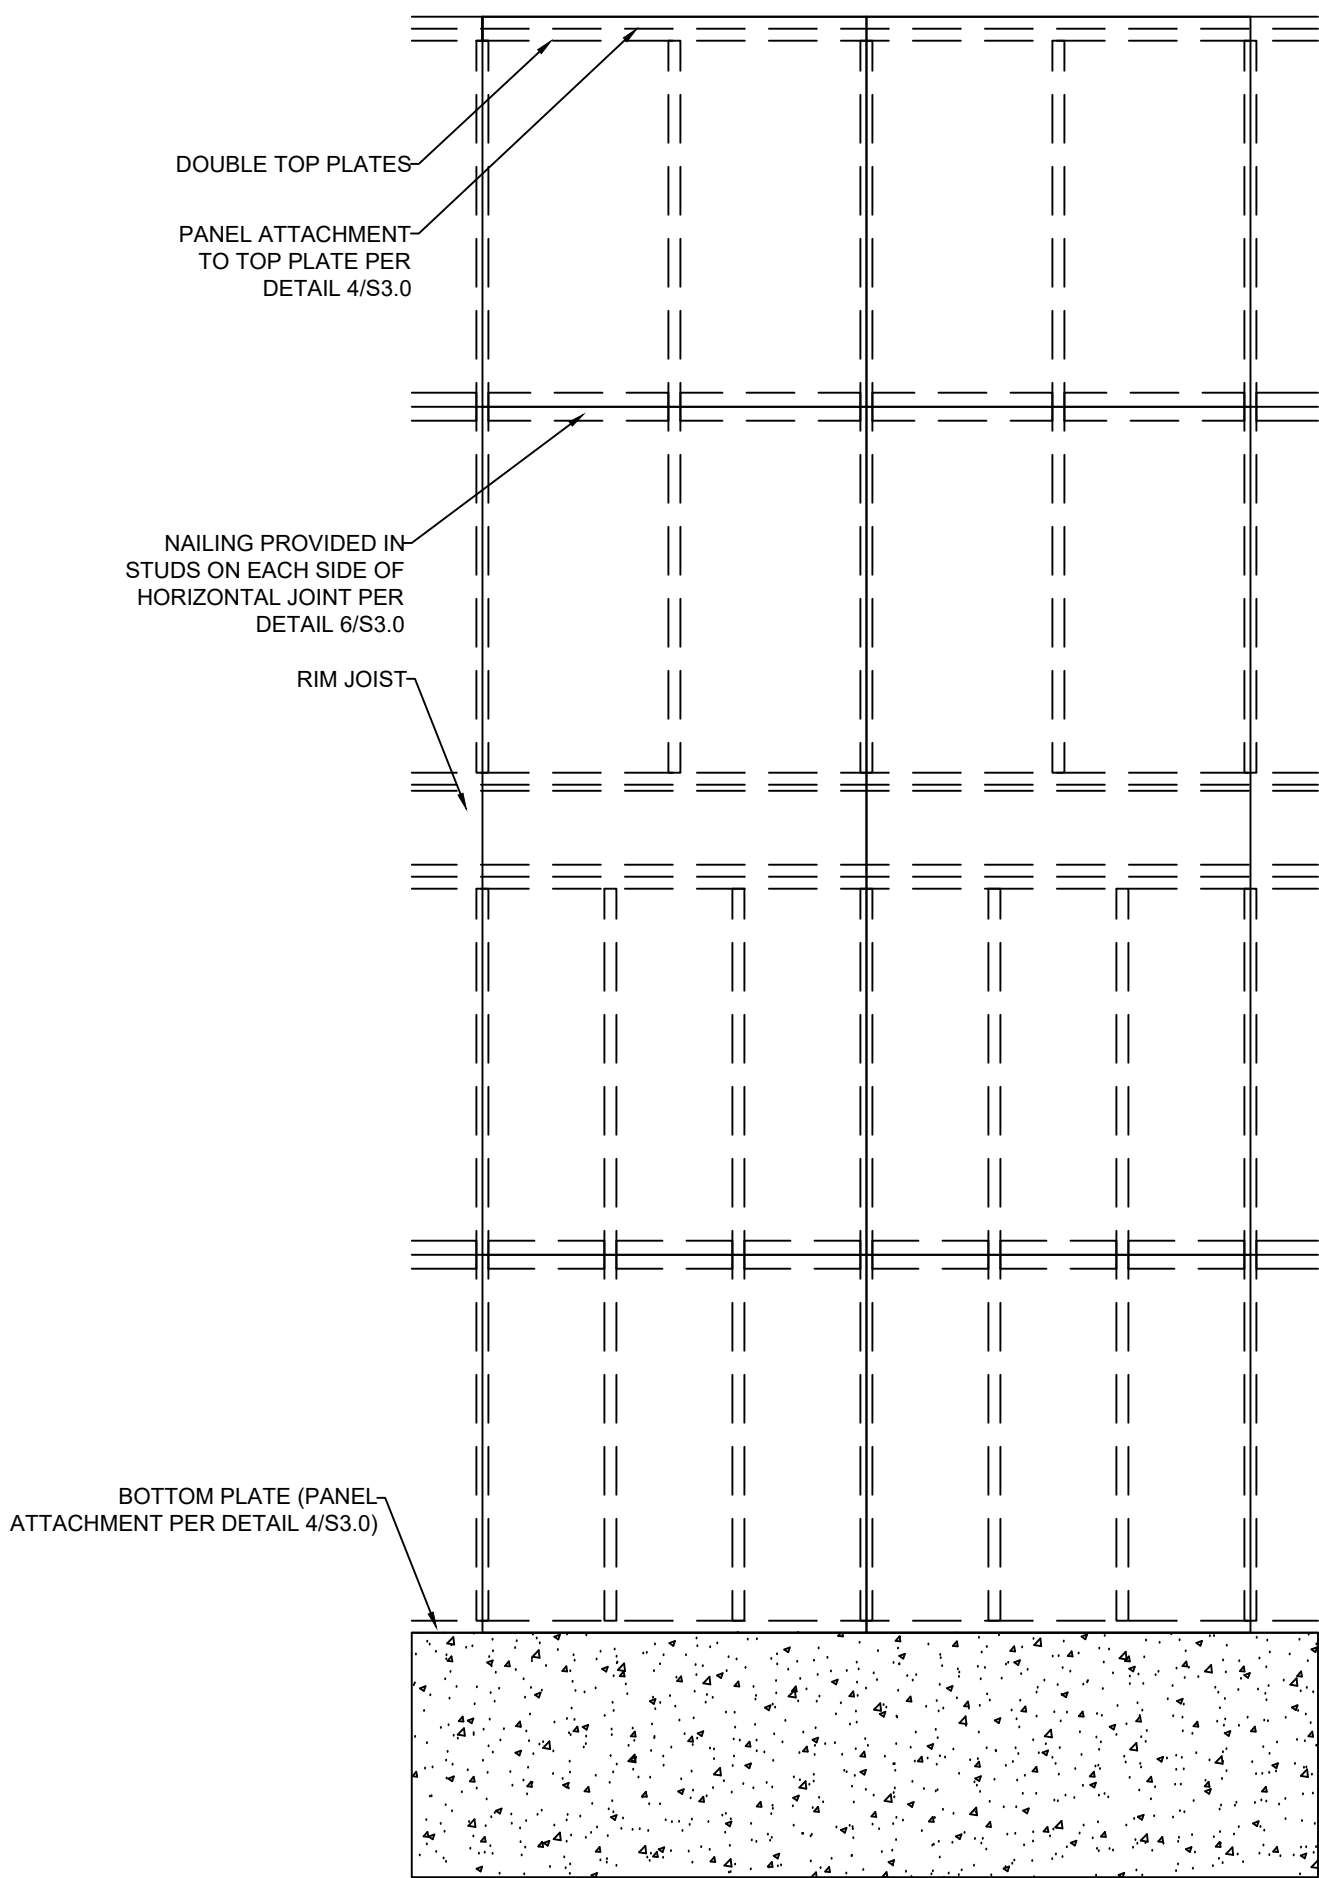 DOUBLE TOP PLATES
PANEL ATTACHMENT
TO TOP PLATE PER
DETAIL 4/S3.0
NAILING PROVIDED IN
STUDS ON EACH SIDE OF
HORIZONTAL JOINT PER
DETAIL 6/S3.0
RIM JOIST
BOTTOM PLATE (PANEL
ATTACHMENT PER DETAIL 4/S3.0)